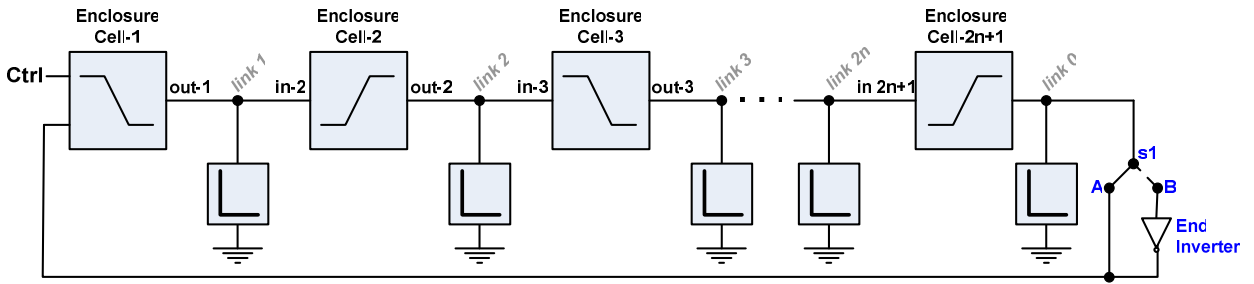 Enclosure
Cell-1
Enclosure
Cell-2
Enclosure
Cell-3
Enclosure
Cell-2n+1
Ctrl
out-1
link 1
in-2
out-2
link 2
in-3
out-3
link 3
. . .
link 2n
in 2n+1
link 0
s1
A
B
End
Inverter